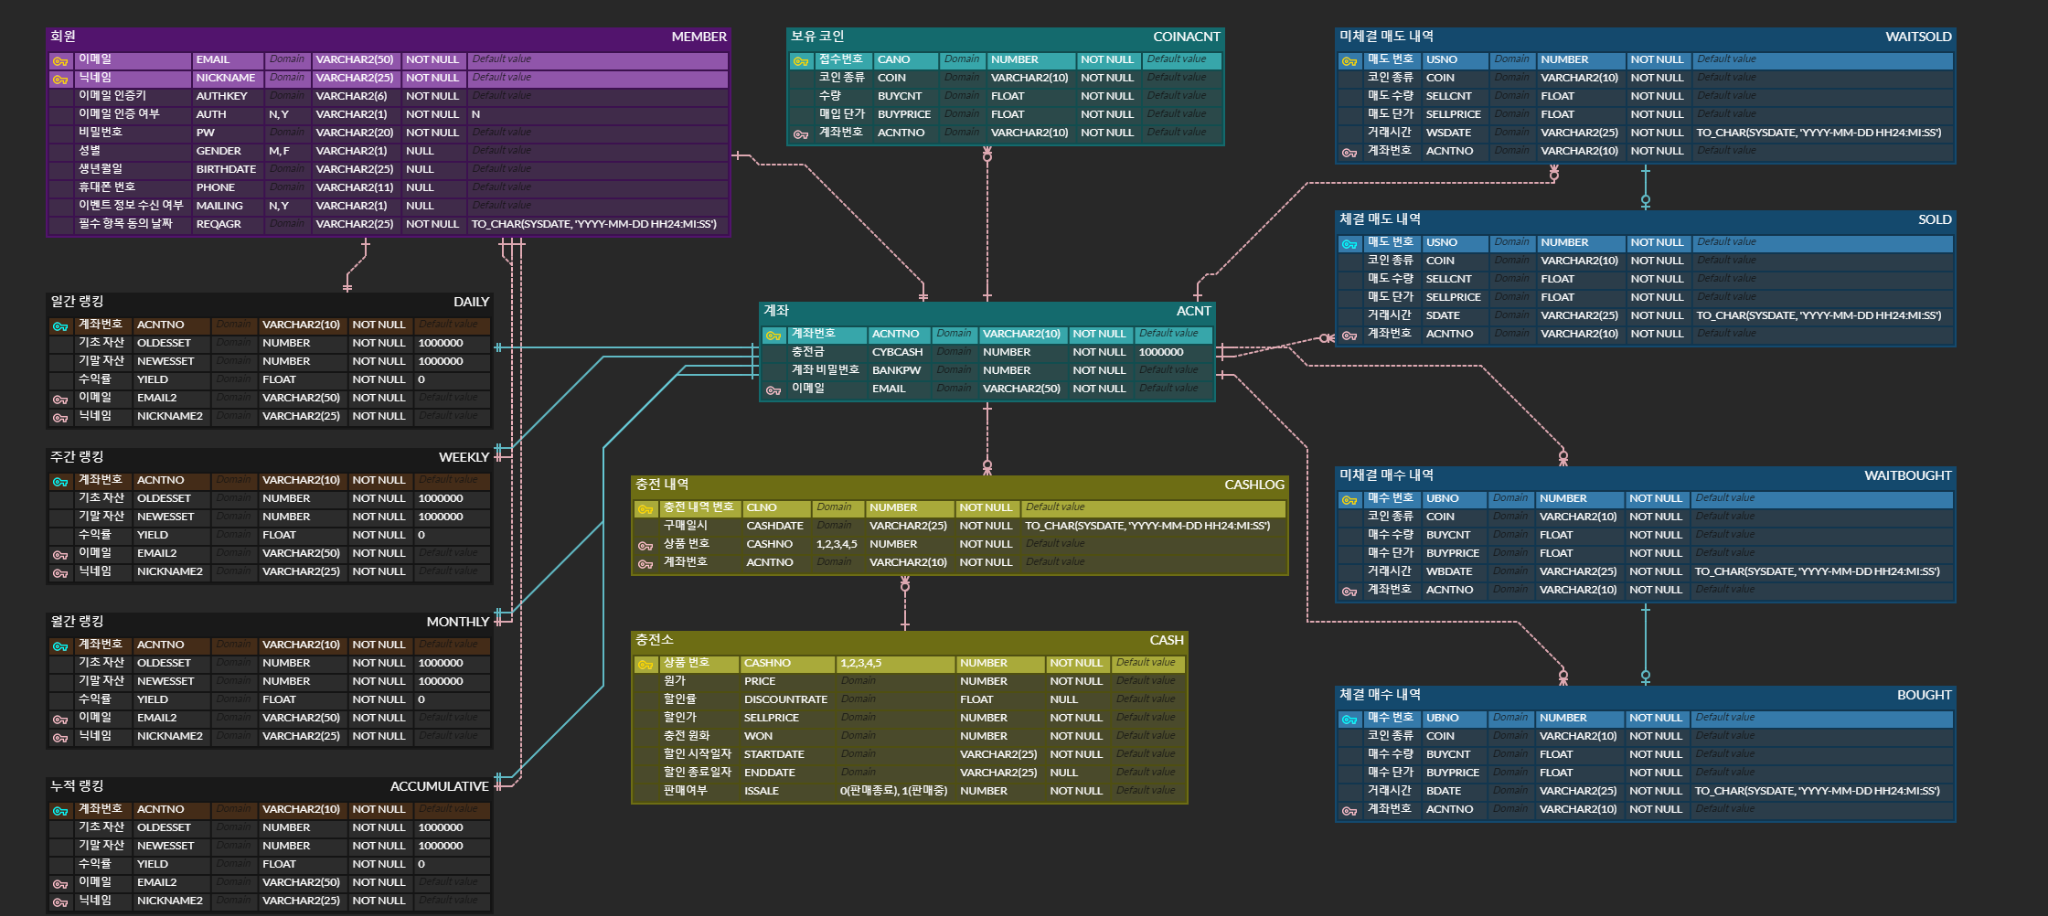 회원 MEMBER
이메일 EMAIL Domain VARCHAR2(50) NOT NULL Default value
닉네임 NICKNAME Domain VARCHAR2(25) NOT NULL Default value
이메일 인증키 AUTHKEY Domain VARCHAR2(6) NOT NULL Default value
이메일 인증 여부 AUTH N, Y VARCHAR2(1) NOT NULL N
비밀번호 PW Domain VARCHAR2(20) NOT NULL Default value
성별 GENDER M, F VARCHAR2(1) NULL Default value
생년월일 BIRTHDATE Domain VARCHAR2(25) NULL Default value
휴대폰 번호 PHONE Domain VARCHAR2(11) NULL Default value
이벤트 정보 수신 여부 MAILING N, Y VARCHAR2(1) NULL Default value
필수 항목 동의 날짜 REQAGR Domain VARCHAR2(25) NOT NULL TO_CHAR(SYSDATE, 'YYYY-MM-DD HH24:MI:SS')
보유 코인 COINACNT
접수번호 CANO Domain NUMBER NOT NULL Default value
코인 종류 COIN Domain VARCHAR2(10) NOT NULL Default value
수량 BUYCNT Domain FLOAT NOT NULL Default value
매입 단가 BUYPRICE Domain FLOAT NOT NULL Default value
계좌번호 ACNTNO Domain VARCHAR2(10) NOT NULL Default value
미체결 매도 내역 WAITSOLD
매도 번호 USNO Domain NUMBER NOT NULL Default value
코인 종류 COIN Domain VARCHAR2(10) NOT NULL Default value
매도 수량 SELLCNT Domain FLOAT NOT NULL Default value
매도 단가 SELLPRICE Domain FLOAT NOT NULL Default value
거래시간 WSDATE Domain VARCHAR2(25) NOT NULL TO_CHAR(SYSDATE, 'YYYY-MM-DD HH24:MI:SS')
계좌번호 ACNTNO Domain VARCHAR2(10) NOT NULL Default value
체결 매도 내역 SOLD
매도 번호 USNO Domain NUMBER NOT NULL Default value
코인 종류 COIN Domain VARCHAR2(10) NOT NULL Default value
매도 수량 SELLCNT Domain FLOAT NOT NULL Default value
매도 단가 SELLPRICE Domain FLOAT NOT NULL Default value
거래시간 SDATE Domain VARCHAR2(25) NOT NULL TO_CHAR(SYSDATE, 'YYYY-MM-DD HH24:MI:SS')
계좌번호 ACNTNO Domain VARCHAR2(10) NOT NULL Default value
일간 랭킹 DAILY
계좌번호 ACNTNO Domain VARCHAR2(10) NOT NULL Default value
기초 자산 OLDESSET Domain NUMBER NOT NULL 1000000
기말 자산 NEWESSET Domain NUMBER NOT NULL 1000000
수익률 YIELD Domain FLOAT NOT NULL 0
이메일 EMAIL2 Domain VARCHAR2(50) NOT NULL Default value
닉네임 NICKNAME2 Domain VARCHAR2(25) NOT NULL Default value
계좌 ACNT
계좌번호 ACNTNO Domain VARCHAR2(10) NOT NULL Default value
충전금 CYBCASH Domain NUMBER NOT NULL 1000000
계좌 비밀번호 BANKPW Domain NUMBER NOT NULL Default value
이메일 EMAIL Domain VARCHAR2(50) NOT NULL Default value
주간 랭킹 WEEKLY
계좌번호 ACNTNO Domain VARCHAR2(10) NOT NULL Default value
기초 자산 OLDESSET Domain NUMBER NOT NULL 1000000
기말 자산 NEWESSET Domain NUMBER NOT NULL 1000000
수익률 YIELD Domain FLOAT NOT NULL 0
이메일 EMAIL2 Domain VARCHAR2(50) NOT NULL Default value
닉네임 NICKNAME2 Domain VARCHAR2(25) NOT NULL Default value
충전 내역 CASHLOG
충전 내역 번호 CLNO Domain NUMBER NOT NULL Default value
구매일시 CASHDATE Domain VARCHAR2(25) NOT NULL TO_CHAR(SYSDATE, 'YYYY-MM-DD HH24:MI:SS')
상품 번호 CASHNO 1,2,3,4,5 NUMBER NOT NULL Default value
계좌번호 ACNTNO Domain VARCHAR2(10) NOT NULL Default value
미체결 매수 내역 WAITBOUGHT
매수 번호 UBNO Domain NUMBER NOT NULL Default value
코인 종류 COIN Domain VARCHAR2(10) NOT NULL Default value
매수 수량 BUYCNT Domain FLOAT NOT NULL Default value
매수 단가 BUYPRICE Domain FLOAT NOT NULL Default value
거래시간 WBDATE Domain VARCHAR2(25) NOT NULL TO_CHAR(SYSDATE, 'YYYY-MM-DD HH24:MI:SS')
계좌번호 ACNTNO Domain VARCHAR2(10) NOT NULL Default value
월간 랭킹 MONTHLY
계좌번호 ACNTNO Domain VARCHAR2(10) NOT NULL Default value
기초 자산 OLDESSET Domain NUMBER NOT NULL 1000000
기말 자산 NEWESSET Domain NUMBER NOT NULL 1000000
수익률 YIELD Domain FLOAT NOT NULL 0
이메일 EMAIL2 Domain VARCHAR2(50) NOT NULL Default value
닉네임 NICKNAME2 Domain VARCHAR2(25) NOT NULL Default value
충전소 CASH
상품 번호 CASHNO 1,2,3,4,5 NUMBER NOT NULL Default value
원가 PRICE Domain NUMBER NOT NULL Default value
할인률 DISCOUNTRATE Domain FLOAT NULL Default value
할인가 SELLPRICE Domain NUMBER NOT NULL Default value
충전 원화 WON Domain NUMBER NOT NULL Default value
할인 시작일자 STARTDATE Domain VARCHAR2(25) NOT NULL Default value
할인 종료일자 ENDDATE Domain VARCHAR2(25) NULL Default value
판매여부 ISSALE 0(판매종료), 1(판매중) NUMBER NOT NULL Default value
체결 매수 내역 BOUGHT
매수 번호 UBNO Domain NUMBER NOT NULL Default value
코인 종류 COIN Domain VARCHAR2(10) NOT NULL Default value
매수 수량 BUYCNT Domain FLOAT NOT NULL Default value
매수 단가 BUYPRICE Domain FLOAT NOT NULL Default value
거래시간 BDATE Domain VARCHAR2(25) NOT NULL TO_CHAR(SYSDATE, 'YYYY-MM-DD HH24:MI:SS')
계좌번호 ACNTNO Domain VARCHAR2(10) NOT NULL Default value
누적 랭킹 ACCUMULATIVE
계좌번호 ACNTNO Domain VARCHAR2(10) NOT NULL Default value
기초 자산 OLDESSET Domain NUMBER NOT NULL 1000000
기말 자산 NEWESSET Domain NUMBER NOT NULL 1000000
수익률 YIELD Domain FLOAT NOT NULL 0
이메일 EMAIL2 Domain VARCHAR2(50) NOT NULL Default value
닉네임 NICKNAME2 Domain VARCHAR2(25) NOT NULL Default value